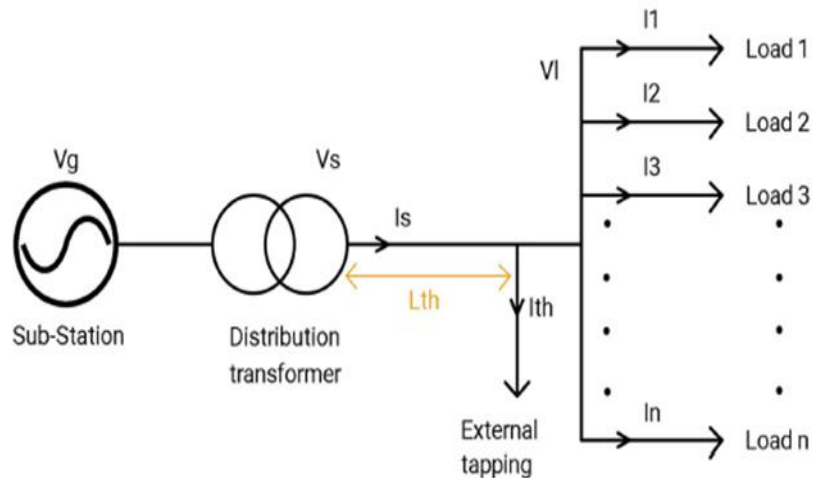 I1
Load 1
Vl
I2
Load 2
Vg
Vs
I3
Load 3
Is
Lth
Ith
Sub-Station
Distribution
transformer
External
tapping
In
Load n